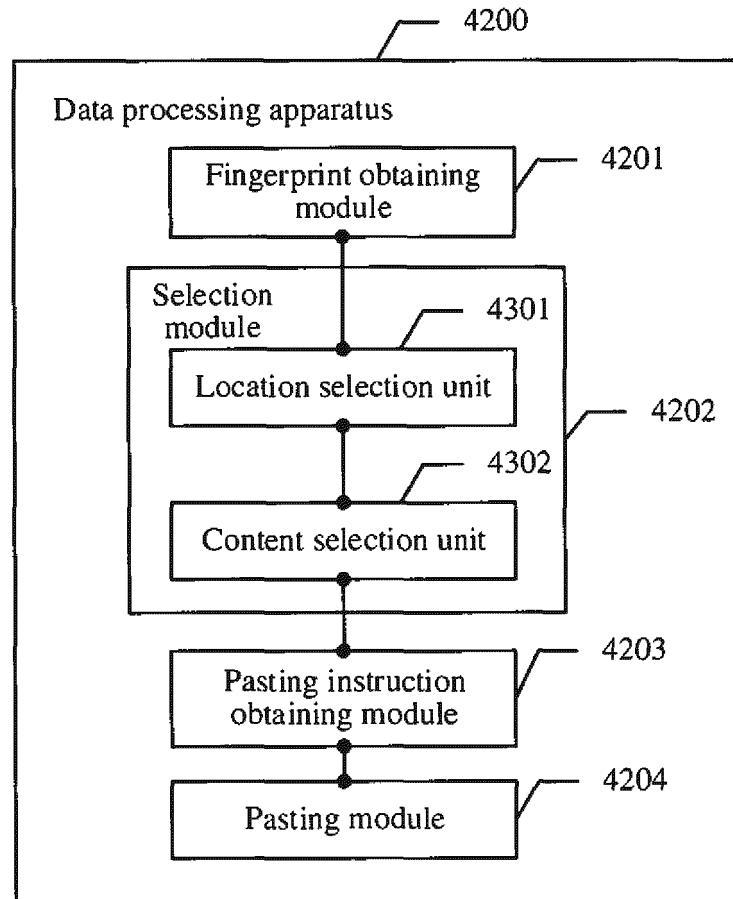 4200
Data processing apparatus
4201
Fingerprint obtaining
module
Selection
module
4301
Location selection unit
4202
4302
Content selection unit
4203
Pasting instruction
obtaining module
4204
Pasting module